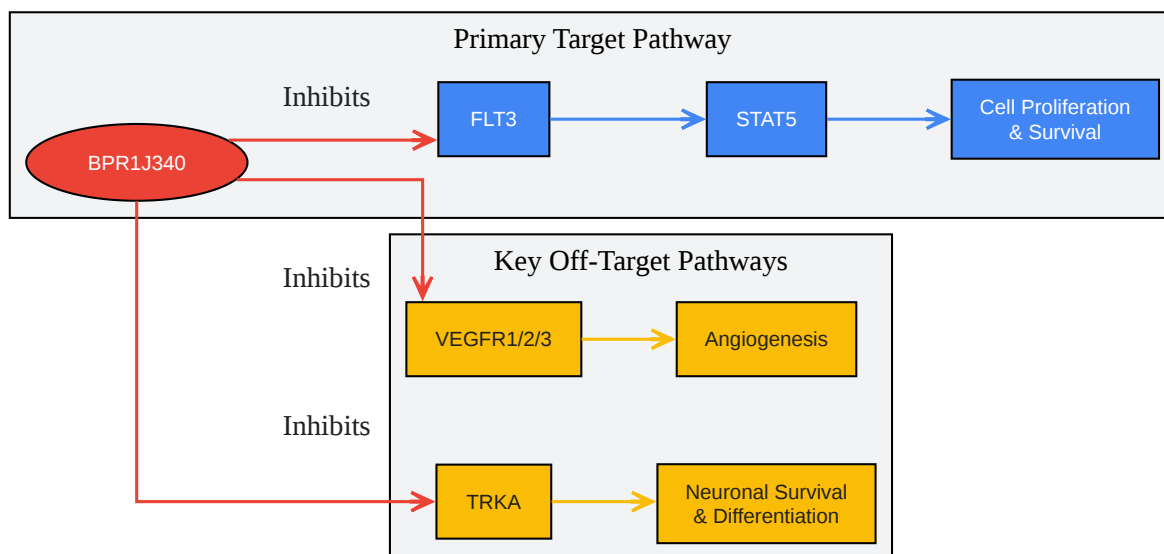 Primary Target Pathway
Inhibits
FLT3
STAT5
Cell Proliferation
& Survival
BPR1J340
Key Off-Target Pathways
Inhibits
VEGFR1/2/3
Angiogenesis
Inhibits
TRKA
Neuronal Survival
& Differentiation